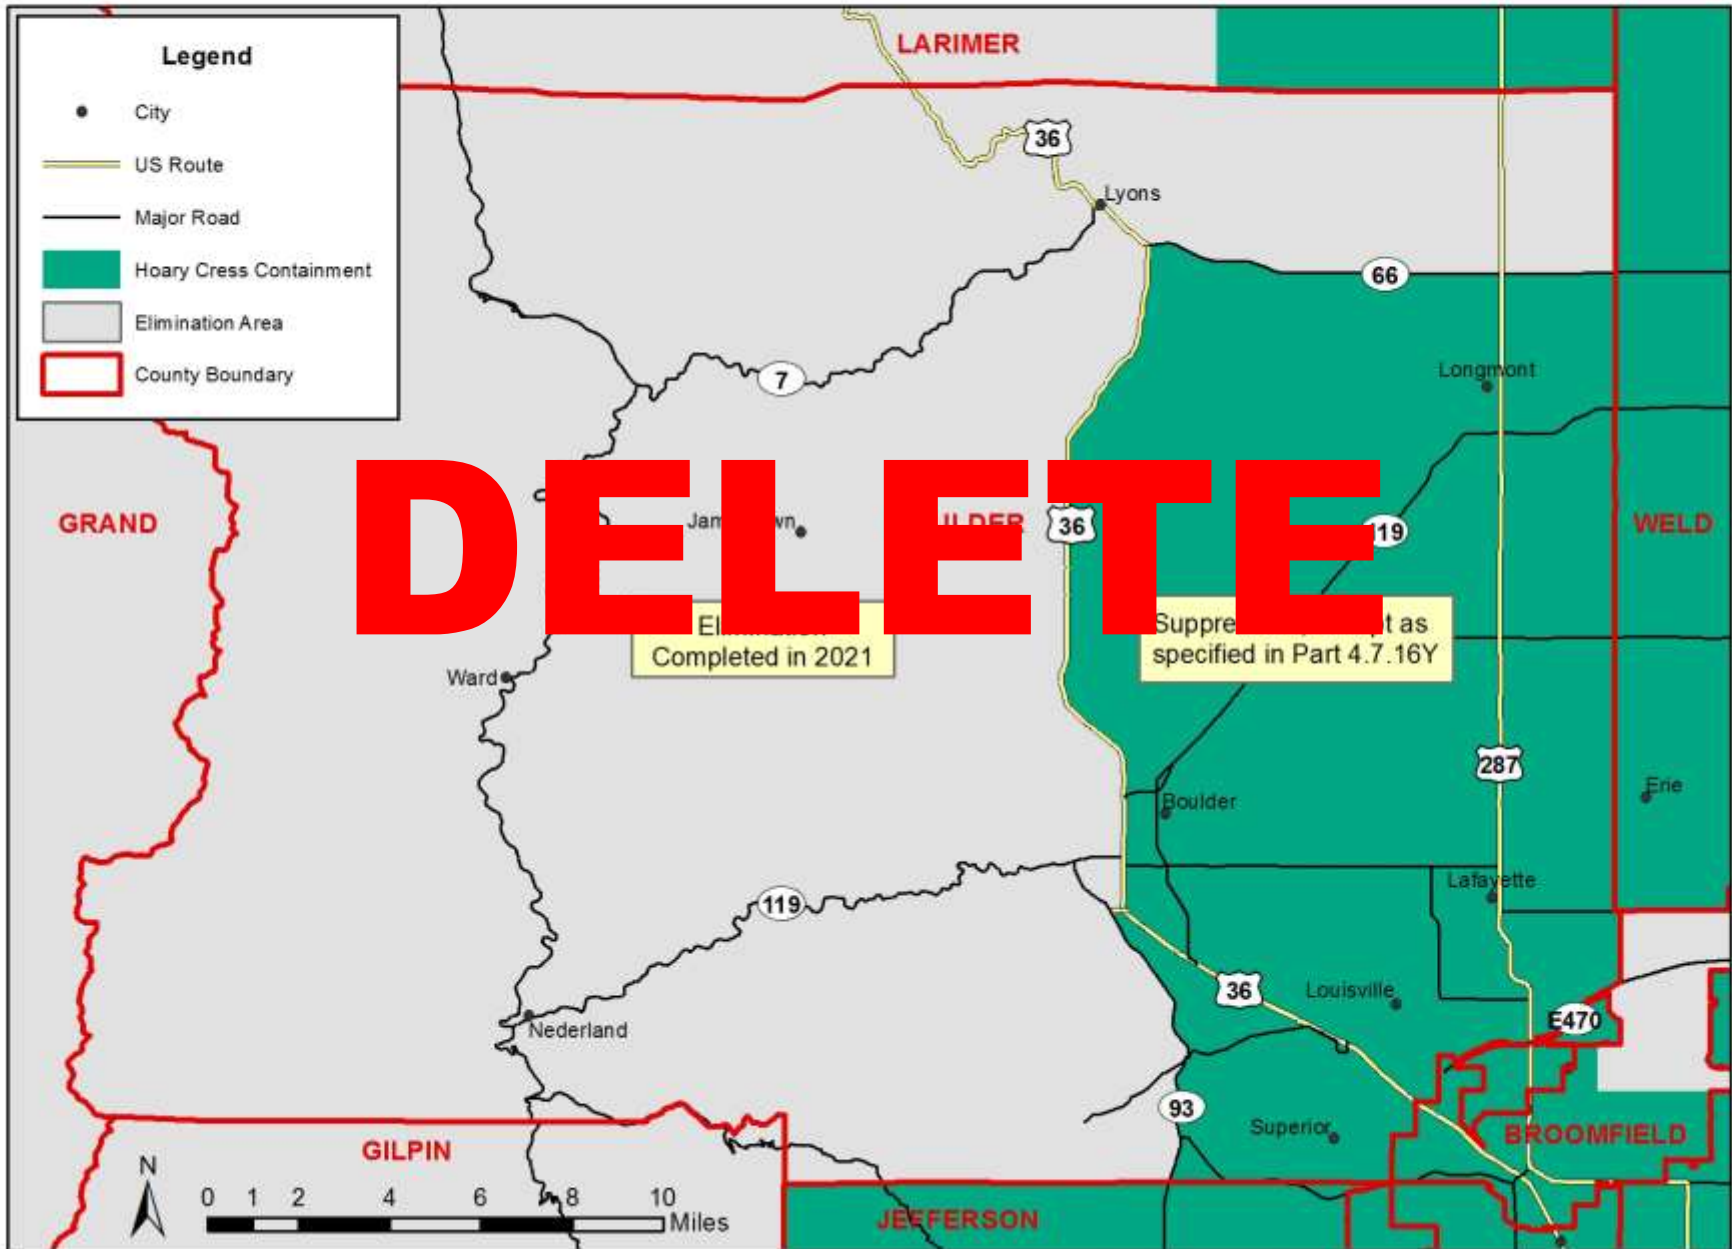 Legend
City
US Route
Major Road
Hoary Cress Containment
Elimination Area
County Boundary
LARIMER
36
Lyons
66
Longmont
7
GRAND
36
WELD
DELETE
Completed in 2021
as
specified in Part 4.7.16Y
Ward
287
Erie
Boulder
Lafayette
119
36
Louisville
E470
Nederland
93
Superior
BROOMFIELD
GILPIN
N
0 1 2 4 6 8 10
Miles
JEFFERSON